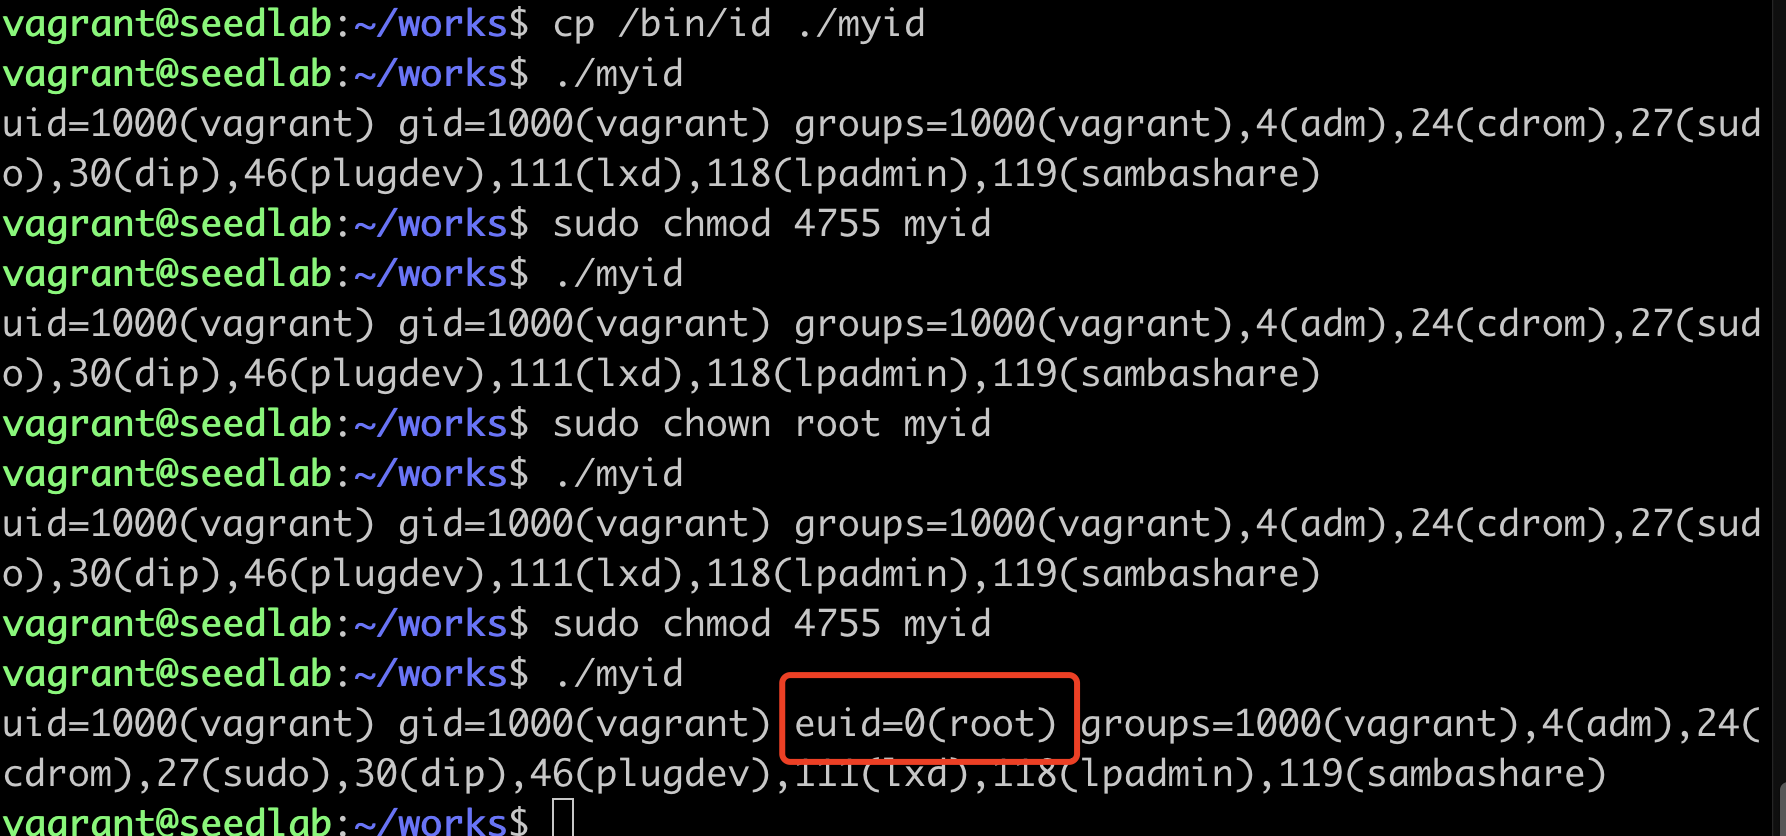 vagrant@seedlab:~/works$ cp /bin/id ./myid
vagrant@seedlab:~/works$ ./myid
uid=1000(vagrant) gid=1000(vagrant) groups=1000(vagrant),4(adm),24(cdrom),27(sud
o),30(dip),46(plugdev),111(lxd),118(lpadmin),119(sambashare)
vagrant@seedlab:~/works$ sudo chmod 4755 myid
vagrant@seedlab:~/works$ ./myid
uid=1000(vagrant) gid=1000(vagrant) groups=1000(vagrant),4(adm),24(cdrom),27(sud
o),30(dip),46(plugdev),111(lxd),118(lpadmin),119(sambashare)
vagrant@seedlab:~/works$ sudo chown root myid
vagrant@seedlab:~/works$ ./myid
uid=1000(vagrant) gid=1000(vagrant) groups=1000(vagrant),4(adm),24(cdrom),27(sud
o),30(dip),46(plugdev),111(lxd),118(lpadmin),119(sambashare)
vagrant@seedlab:~/works$ sudo chmod 4755 myid
vagrant@seedlab:~/works$ ./myid
uid=1000(vagrant) gid=1000(vagrant) euid=0(root) groups=1000(vagrant),4(adm),24(
cdrom),27(sudo),30(dip),46(plugdev),111(lxd),118(lpadmin),119(sambashare)
vagrant@seedlab:~/works$